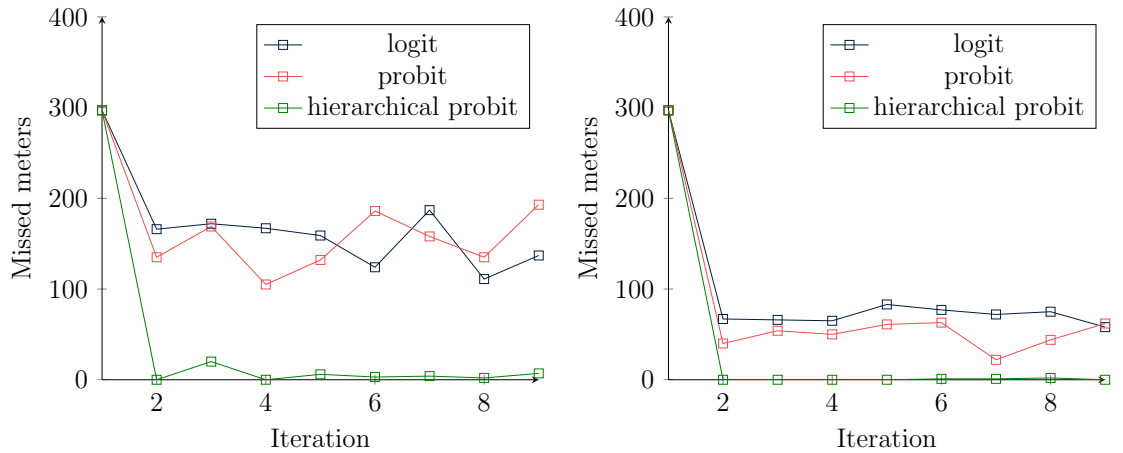 400
300
200
100
0
Missed meters
2
4
6
8
Iteration
logit
probit
hierarchical probit
400
300
200
100
0
Missed meters
2
4
6
8
Iteration
logit
probit
hierarchical probit